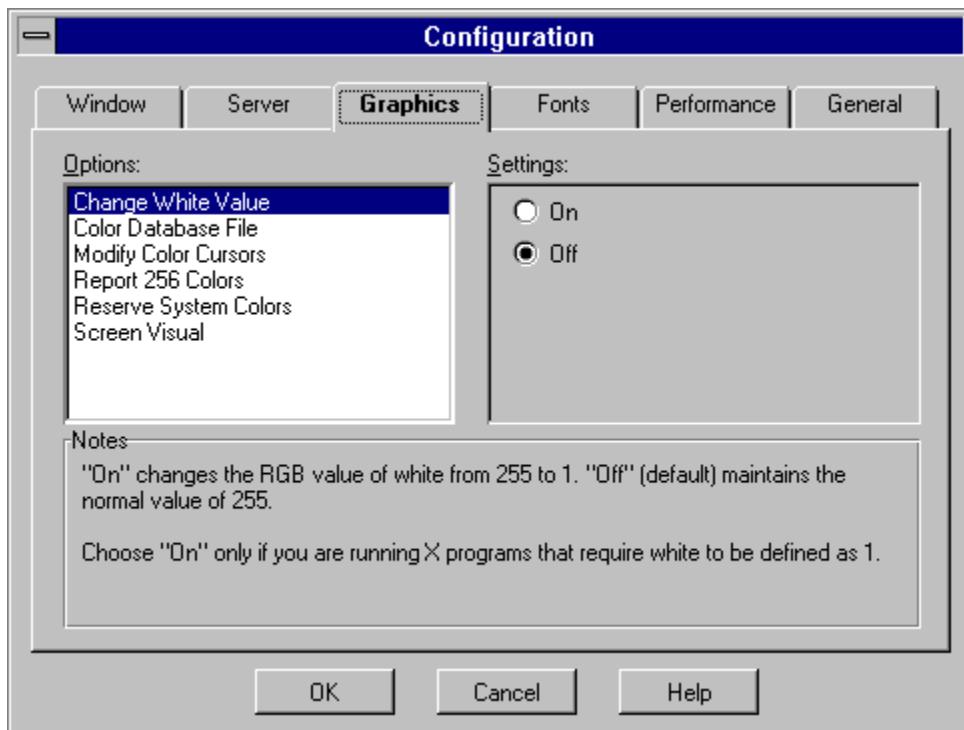 Configuration
Window Server Graphics Fonts Performance General
Options: Settings:
Change White Value
Color Database File
Modify Color Cursors
Report 256 Colors
Reserve System Colors
Screen Visual
On
Off
Notes
"On" changes the RGB value of white from 255 to 1. "Off" (default) maintains the
normal value of 255.
Choose "On" only if you are running X programs that require white to be defined as 1.
OK Cancel Help